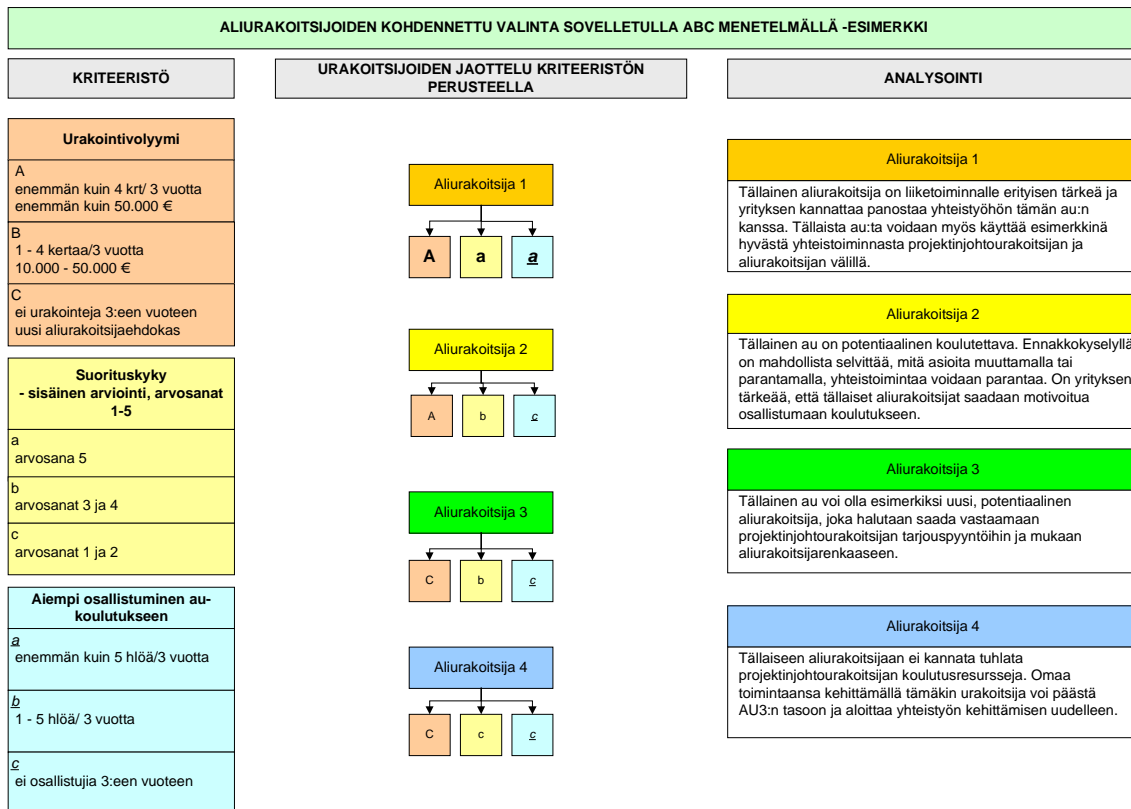 ALIURAKOITSIJOIDEN KOHDENNETTU VALINTA SOVELLETULLA ABC MENETELMÄLLÄ -ESIMERKKI
KRITEERISTÖ
Urakointivolyymi
A
enemmän kuin 4 krt/ 3 vuotta
enemmän kuin 50.000 €
B
1 - 4 kertaa/3 vuotta
10.000 - 50.000 €
C
ei urakointeja 3:een vuoteen
uusi aliurakoitsijaehdokas
Suorituskyky
- sisäinen arviointi, arvosanat
1-5
a
arvosana 5
b
arvosanat 3 ja 4
c
arvosanat 1 ja 2
Aiempi osallistuminen au-
koulutukseen
a
enemmän kuin 5 hlöä/3 vuotta
b
1 - 5 hlöä/ 3 vuotta
c
ei osallistujia 3:een vuoteen
URAKOITSIJOIDEN JAOTTELU KRITEERISTÖN
PERUSTEELLA
Aliurakoitsija 1
A a a
Aliurakoitsija 2
A b c
Aliurakoitsija 3
C b c
Aliurakoitsija 4
C c c
ANALYSOINTI
Aliurakoitsija 1
Tällainen aliurakoitsija on liiketoiminnalle erityisen tärkeä ja
yrityksen kannattaa panostaa yhteistyöhön tämän au:n
kanssa. Tällaista au:ta voidaan myös käyttää esimerkkinä
hyvästä yhteistoiminnasta projektinjohtourakoitsijan ja
aliurakoitsijan välillä.
Aliurakoitsija 2
Tällainen au on potentiaalinen koulutettava. Ennakkokyselyllä
on mahdollista selvittää, mitä asioita muuttamalla tai
parantamalla, yhteistoimintaa voidaan parantaa. On yrityksen
tärkeää, että tällaiset aliurakoitsijat saadaan motivoitua
osallistumaan koulutukseen.
Aliurakoitsija 3
Tällainen au voi olla esimerkiksi uusi, potentiaalinen
aliurakoitsija, joka halutaan saada vastaamaan
projektinjohtourakoitsijan tarjouspyyntöihin ja mukaan
aliurakoitsijarenkaaseen.
Aliurakoitsija 4
Tällaiseen aliurakoitsijaan ei kannata tuhlata
projektinjohtourakoitsijan koulutusresursseja. Omaa
toimintaansa kehittämällä tämäkin urakoitsija voi päästä
AU3:n tasoon ja aloittaa yhteistyön kehittämisen uudelleen.